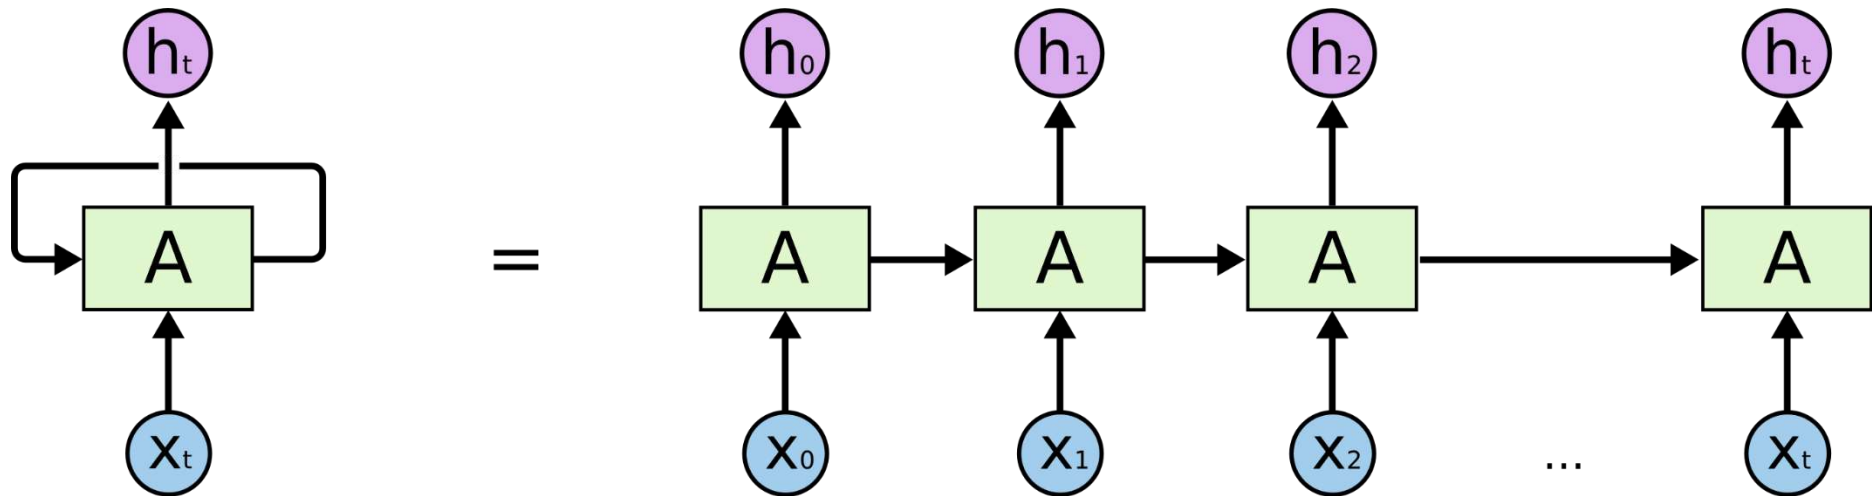 ht h0 h1 h2 ht
A = A A A A
xt x0 x1 x2 ... xt